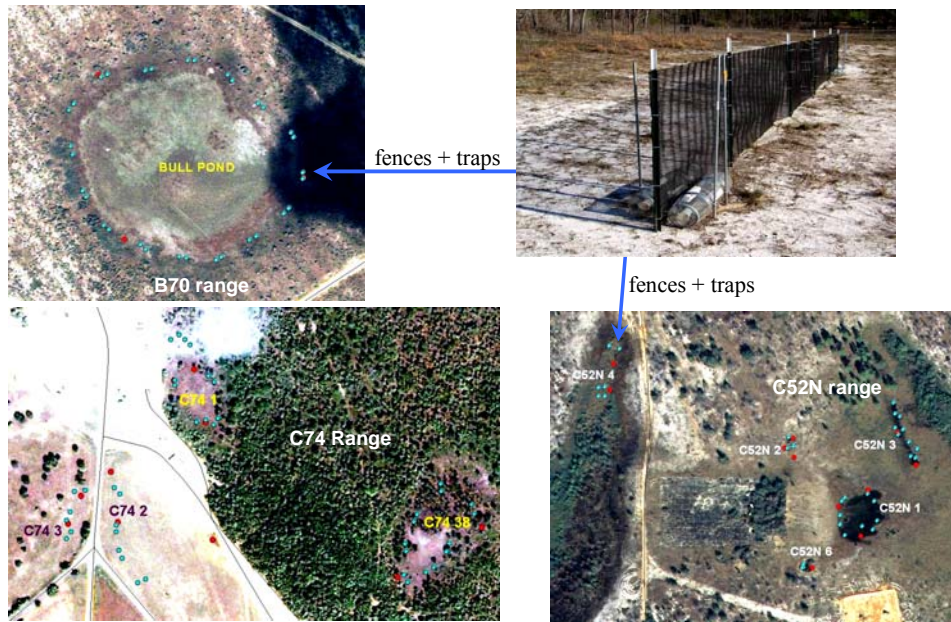 BULL POND
B70 range
fences + traps
fences + traps
C74 1
C74 Range
C74 2
C74 3
C74 38
C52N 4
C52N range
C52N 3
C52N 2
C52N 1
C52N 6